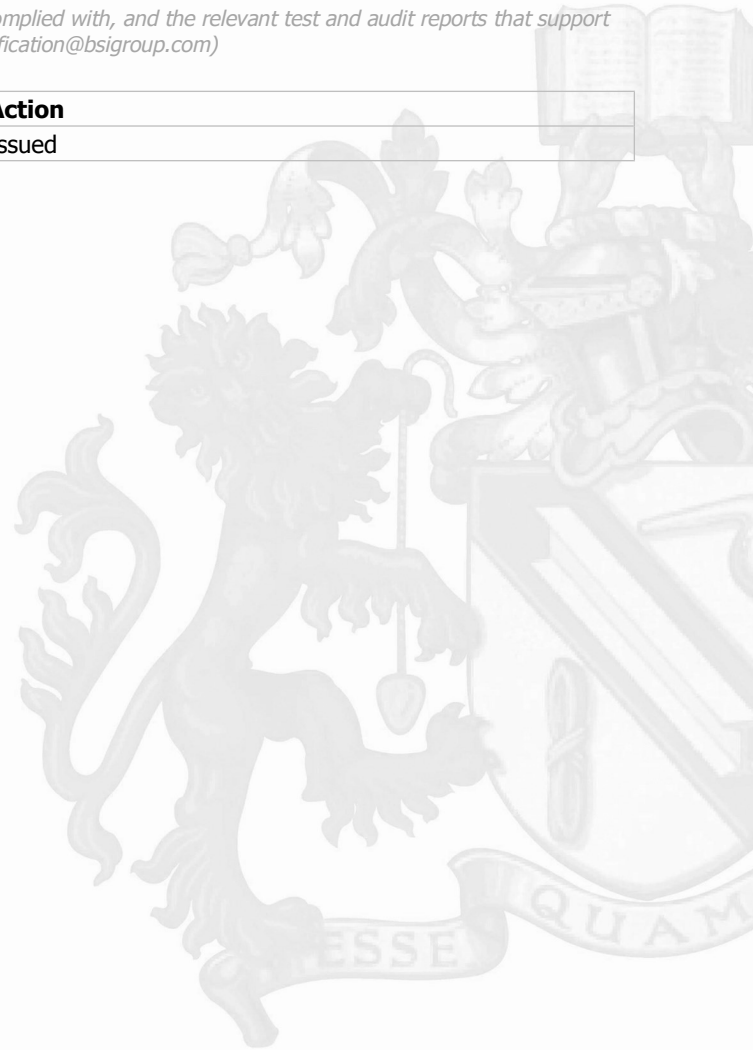 omplied with, and the relevant test and audit reports that support
fication@bsigroup.com)
Action
ssued
ESSE
QUAM